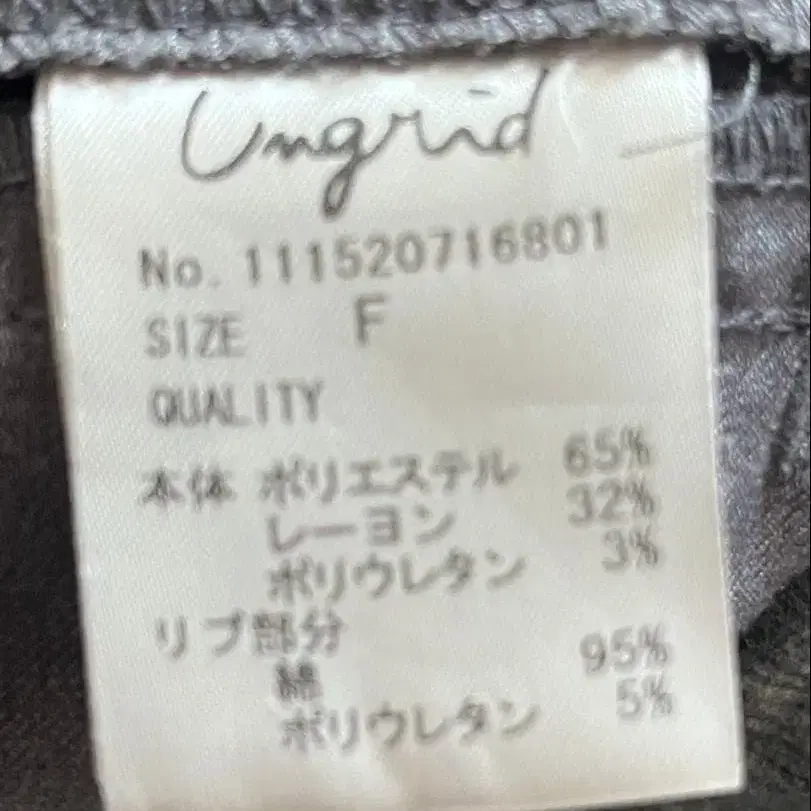 Ungrid
No. 111520716801
SIZE F
QUALITY
本体 ポリエステル 65%
レーヨン 32%
ポリウレタン 3%
リブ部分
綿 95%
ポリウレタン 5%